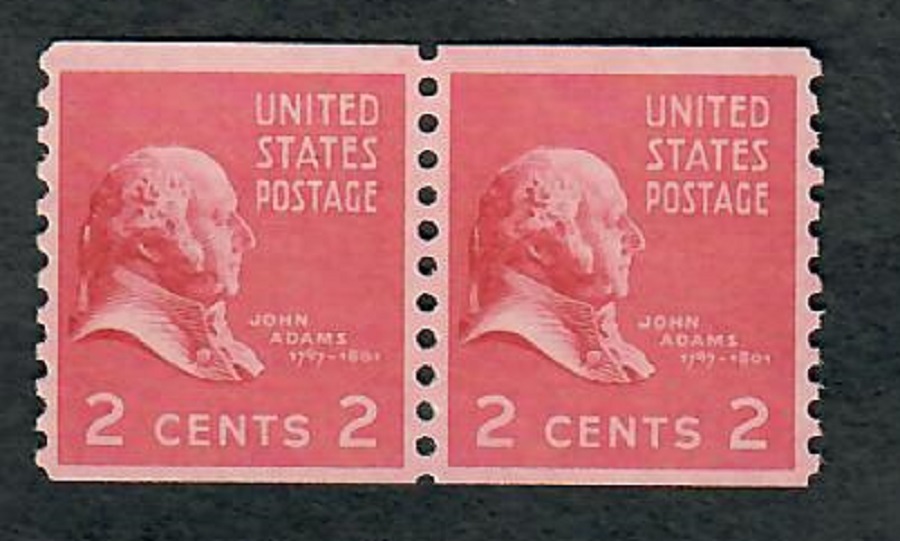 UNITED
STATES
POSTAGE
JOHN
ADAMS
1797-1801
2 CENTS 2
UNITED
STATES
POSTAGE
JOHN
ADAMS
1797-1801
2 CENTS 2